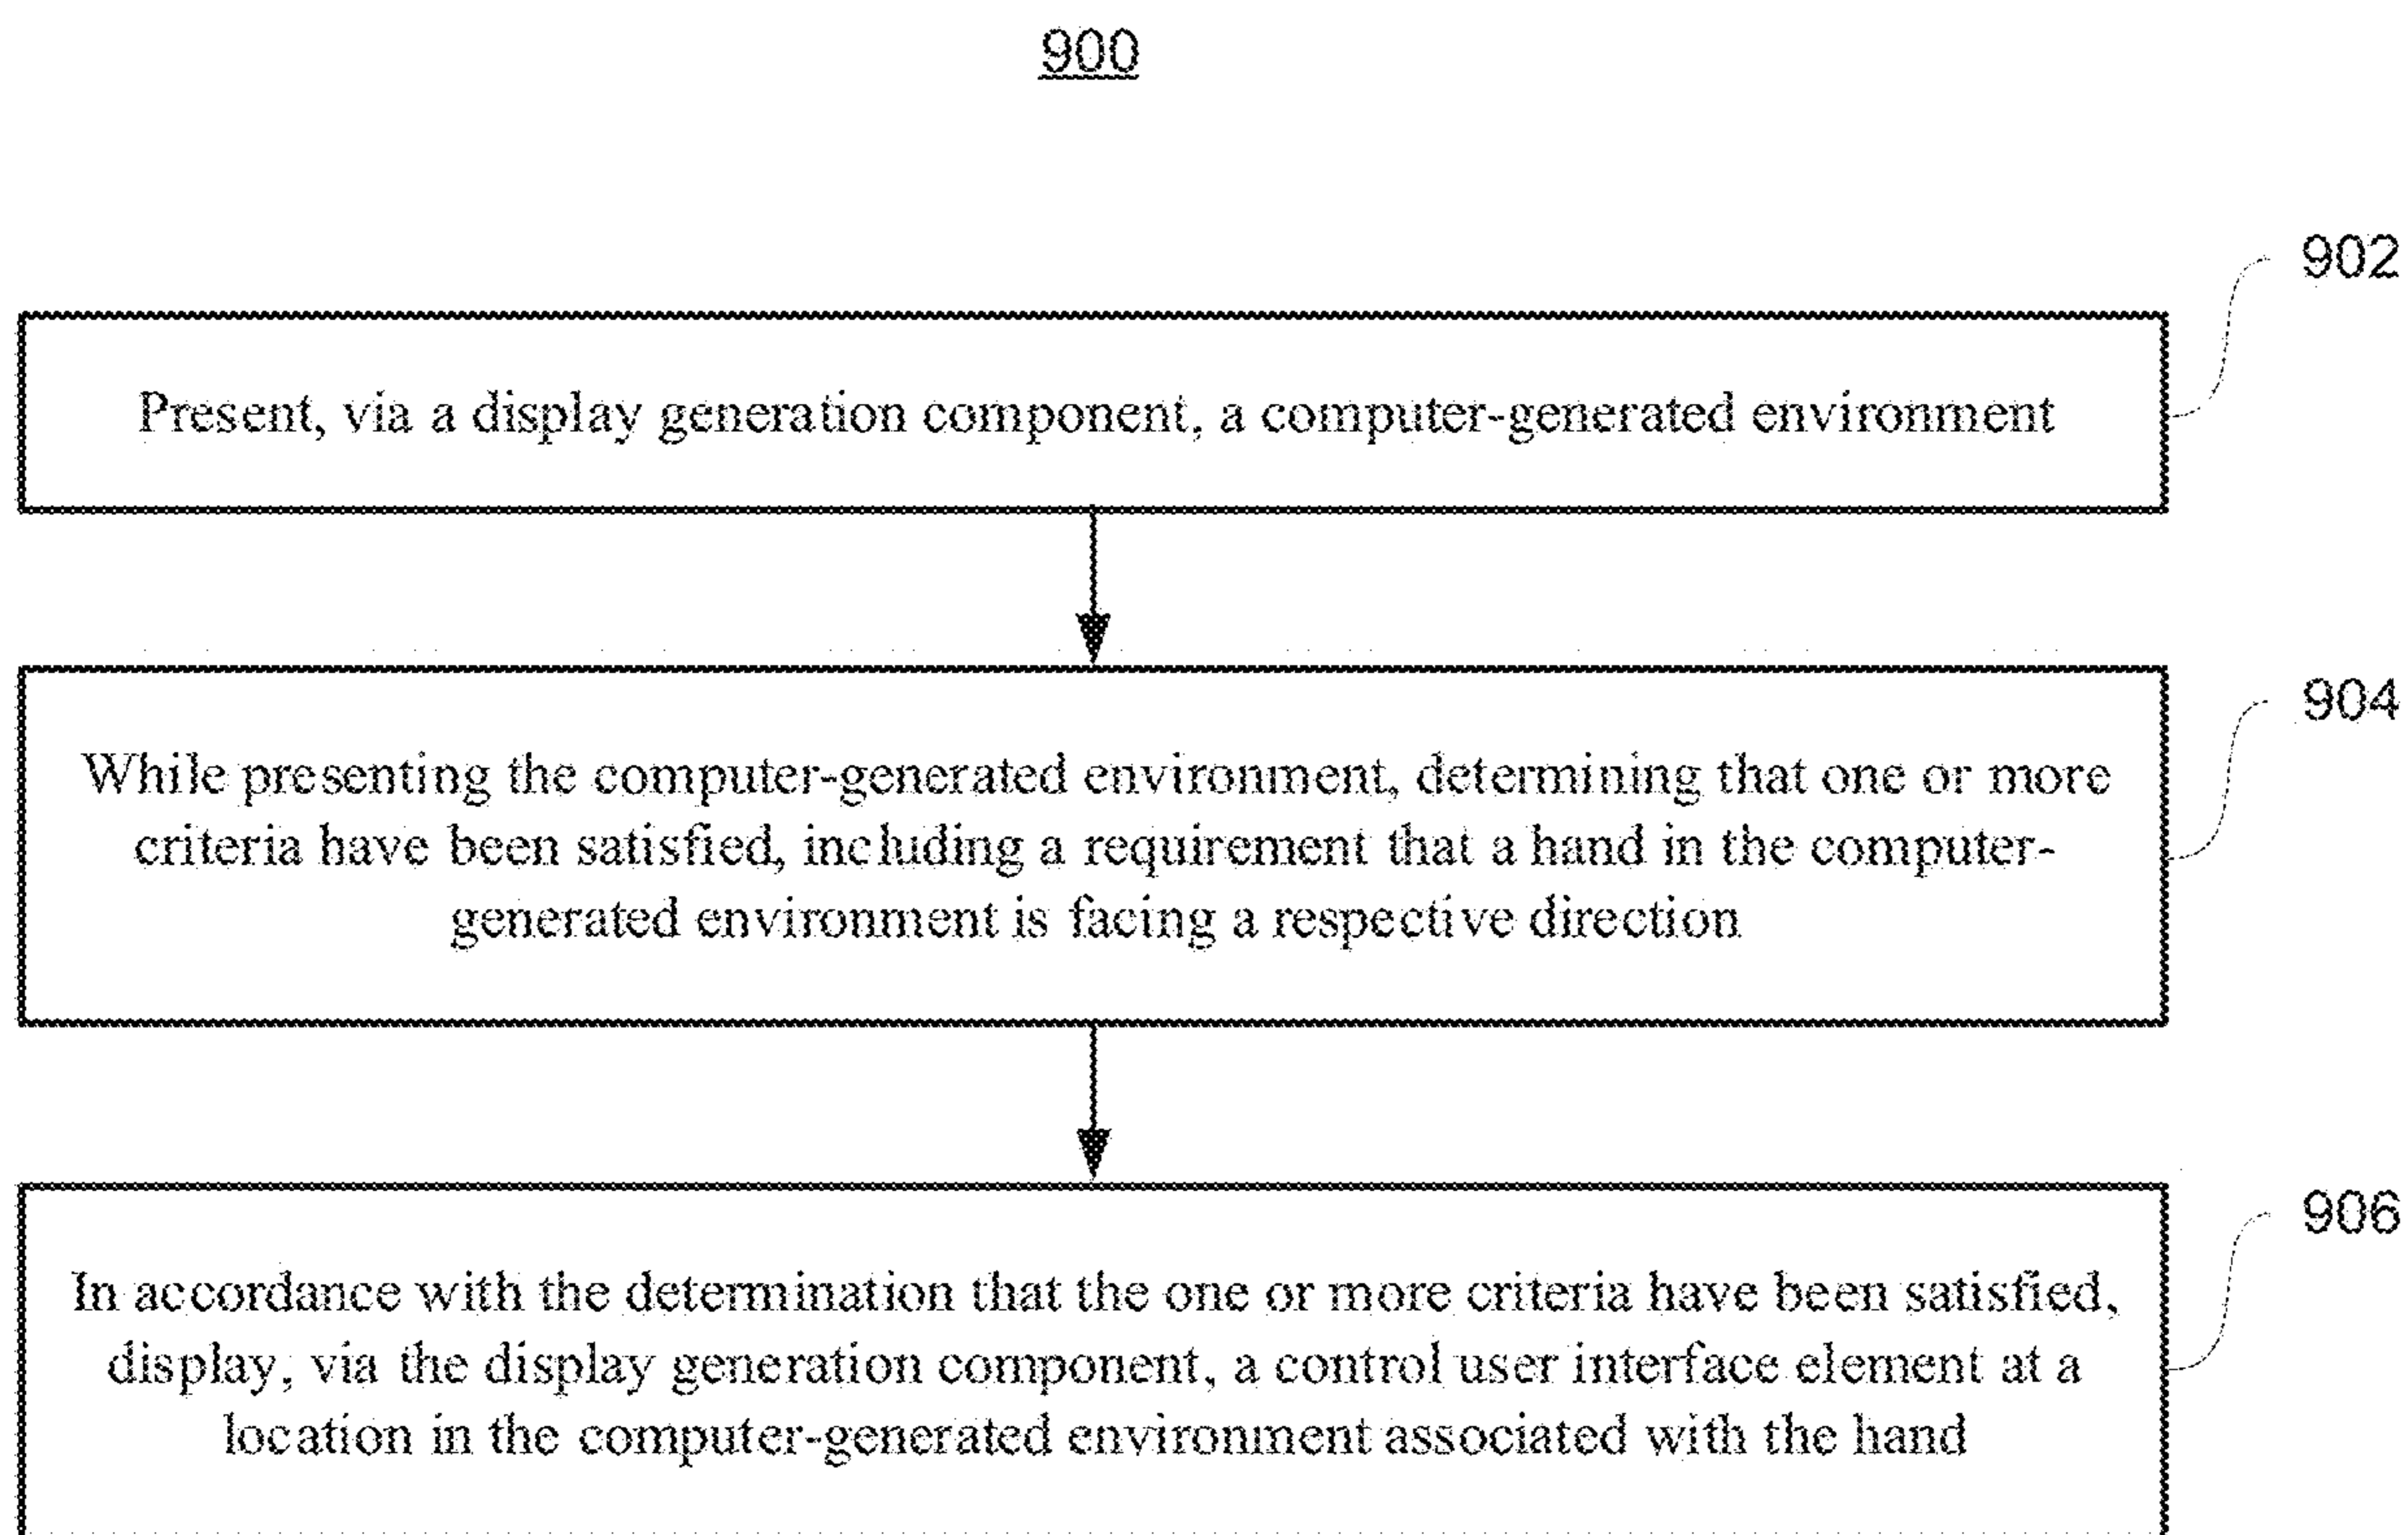 900
902
Present, via a display generation component, a computer-generated environment
904
While presenting the computer-generated environment, determining that one or more
criteria have been satisfied, including a requirement that a hand in the computer-
generated environment is facing a respective direction
906
In accordance with the determination that the one or more criteria have been satisfied,
display, via the display generation component, a control user interface element at a
location in the computer-generated environment associated with the hand